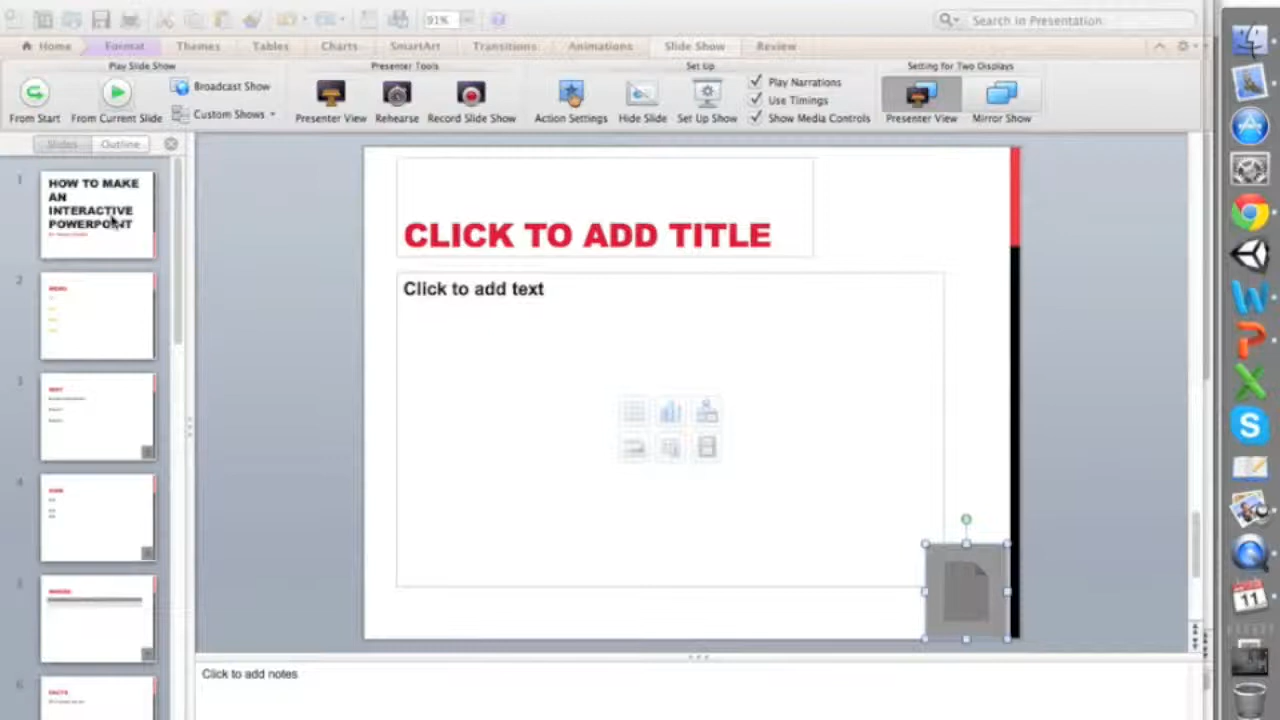 91%
Search in Presentation
Home Format Themes Tables Charts SmartArt Transitions Animations Slide Show Review
Play Slide Show Presenter Tools Set Up Setting for Two Displays
From Start
From Current Slide
Broadcast Show
Custom Shows
Presenter View
Rehearse
Record Slide Show
Action Settings
Hide Slide
Set Up Show
Play Narrations
Use Timings
Show Media Controls
Presenter View
Mirror Show
Slides Outline
1
HOW TO MAKE
AN
INTERACTIVE
POWERPOINT
2
MENU
3
4
5
6
FACTS
CLICK TO ADD TITLE
Click to add text
Click to add notes
11